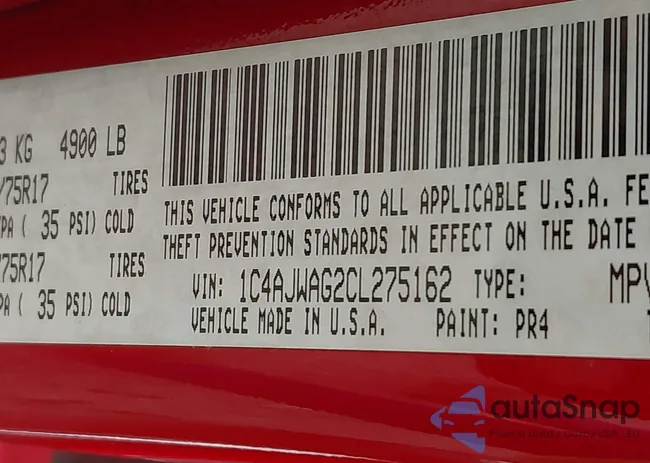 3 KG 4900 LB
/75R17 TIRES
PA ( 35 PSI) COLD
75R17 TIRES
PA ( 35 PSI) COLD
THIS VEHICLE CONFORMS TO ALL APPLICABLE U.S.A. FE
THEFT PREVENTION STANDARDS IN EFFECT ON THE DATE
VIN: 1C4AJWAG2CL275162 TYPE: MPV
VEHICLE MADE IN U.S.A. PAINT: PR4
autaSnap